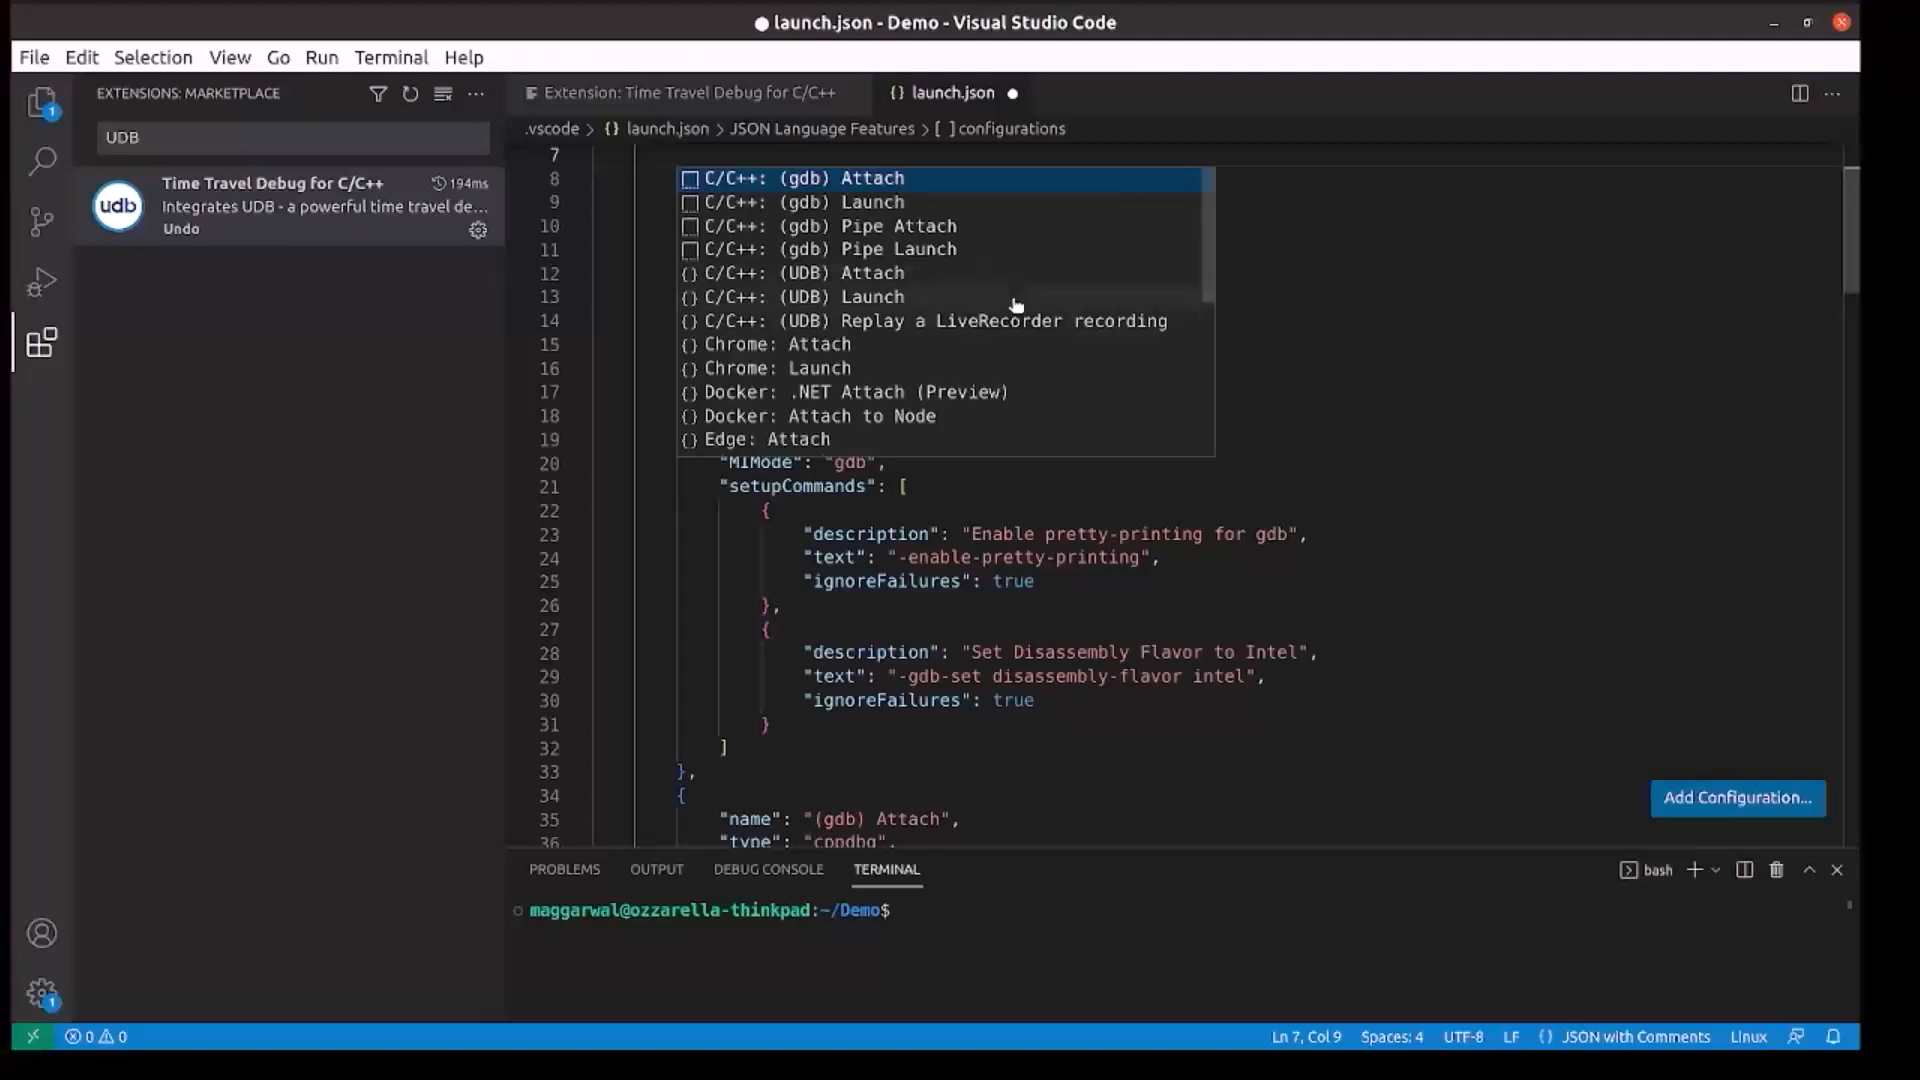 ● launch.json - Demo - Visual Studio Code
File Edit Selection View Go Run Terminal Help
1
EXTENSIONS: MARKETPLACE
UDB
udb
Time Travel Debug for C/C++ 194ms
Integrates UDB - a powerful time travel de...
Undo
Extension: Time Travel Debug for C/C++
{} launch.json ●
.vscode > {} launch.json > JSON Language Features > [ ] configurations
7
8 C/C++: (gdb) Attach
9 C/C++: (gdb) Launch
10 C/C++: (gdb) Pipe Attach
11 C/C++: (gdb) Pipe Launch
12 {} C/C++: (UDB) Attach
13 {} C/C++: (UDB) Launch
14 {} C/C++: (UDB) Replay a LiveRecorder recording
15 {} Chrome: Attach
16 {} Chrome: Launch
17 {} Docker: .NET Attach (Preview)
18 {} Docker: Attach to Node
19 {} Edge: Attach
20 "MIMode": "gdb",
21 "setupCommands": [
22 {
23 "description": "Enable pretty-printing for gdb",
24 "text": "-enable-pretty-printing",
25 "ignoreFailures": true
26 },
27 {
28 "description": "Set Disassembly Flavor to Intel",
29 "text": "-gdb-set disassembly-flavor intel",
30 "ignoreFailures": true
31 }
32 ]
33 },
34 {
35 "name": "(gdb) Attach",
36 "type": "cppdbg",
Add Configuration...
PROBLEMS OUTPUT DEBUG CONSOLE TERMINAL
bash
maggarwal@ozzarella-thinkpad:~/Demo$
1
0 0
Ln 7, Col 9 Spaces: 4 UTF-8 LF {} JSON with Comments Linux